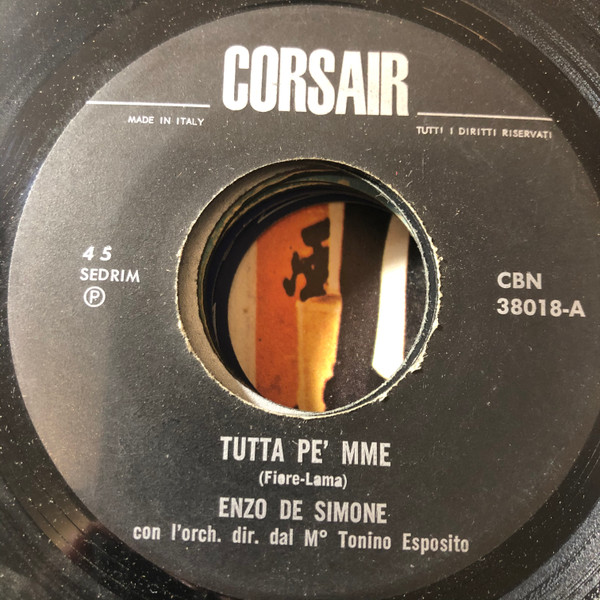 CORSAIR
MADE IN ITALY
TUTTI I DIRITTI RISERVATI
45
SEDRIM
Ⓟ
CBN
38018-A
TUTTA PE' MME
(Fiore-Lama)
ENZO DE SIMONE
con l'orch. dir. dal M° Tonino Esposito